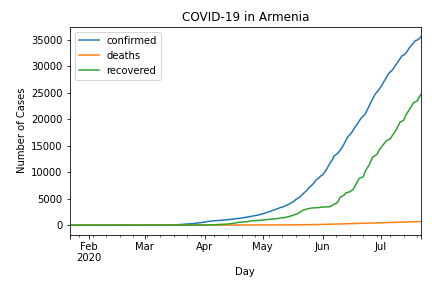 COVID-19 in Armenia
confirmed
deaths
recovered
Number of Cases
35000
30000
25000
20000
15000
10000
5000
0
Feb Mar Apr May Jun Jul
2020
Day